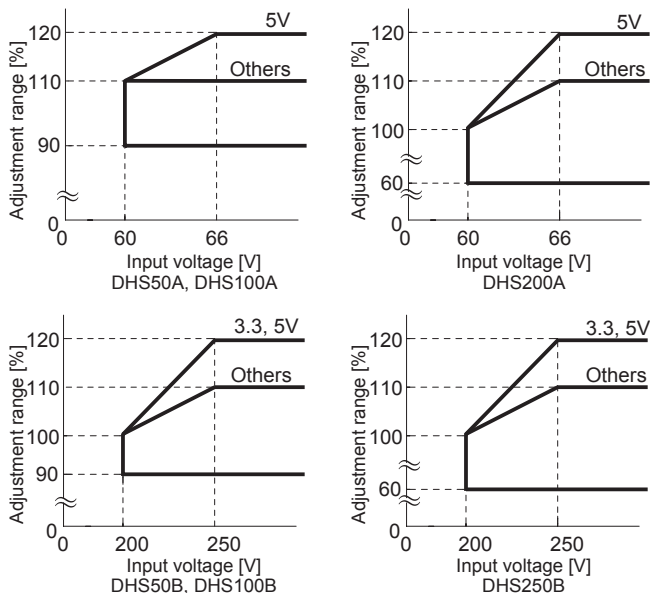 Adjustment range [%]
120
110
90
0
5V
Others
0
60
66
Input voltage [V]
DHS50A, DHS100A
Adjustment range [%]
120
110
100
60
0
5V
Others
0
60
66
Input voltage [V]
DHS200A
Adjustment range [%]
120
110
100
90
0
3.3, 5V
Others
0
200
250
Input voltage [V]
DHS50B, DHS100B
Adjustment range [%]
120
110
100
60
0
3.3, 5V
Others
0
200
250
Input voltage [V]
DHS250B